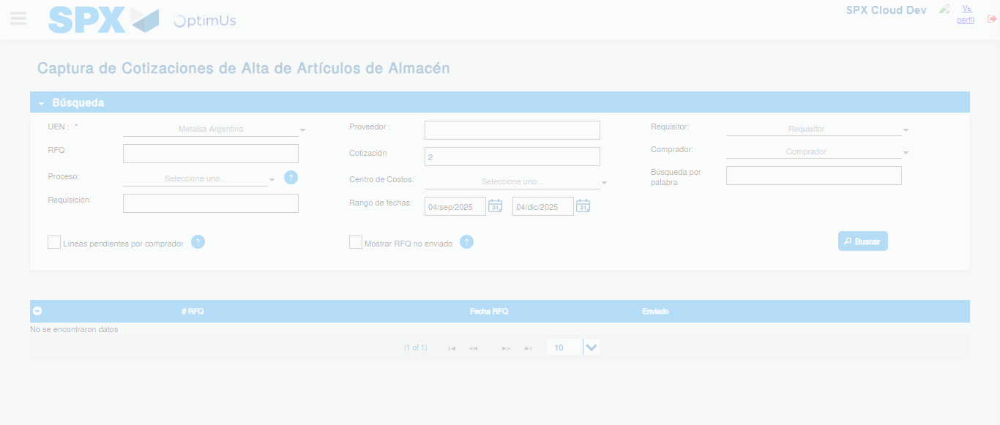 SPX OptimUs
SPX Cloud Dev
perfil
Captura de Cotizaciones de Alta de Artículos de Almacén
Búsqueda
UEN : * Metalsa Argentina
Proveedor :
Requisitor: Requisitor
RFQ
Cotización 2
Comprador: Comprador
Proceso: Seleccione uno... ?
Centro de Costos: Seleccione uno...
Búsqueda por
palabra
Requisición:
Rango de fechas: 04/sep/2025 31 04/dic/2025 31
Líneas pendientes por comprador ?
Mostrar RFQ no enviado ?
Buscar
# RFQ Fecha RFQ Enviado
No se encontraron datos
(1 of 1) 10